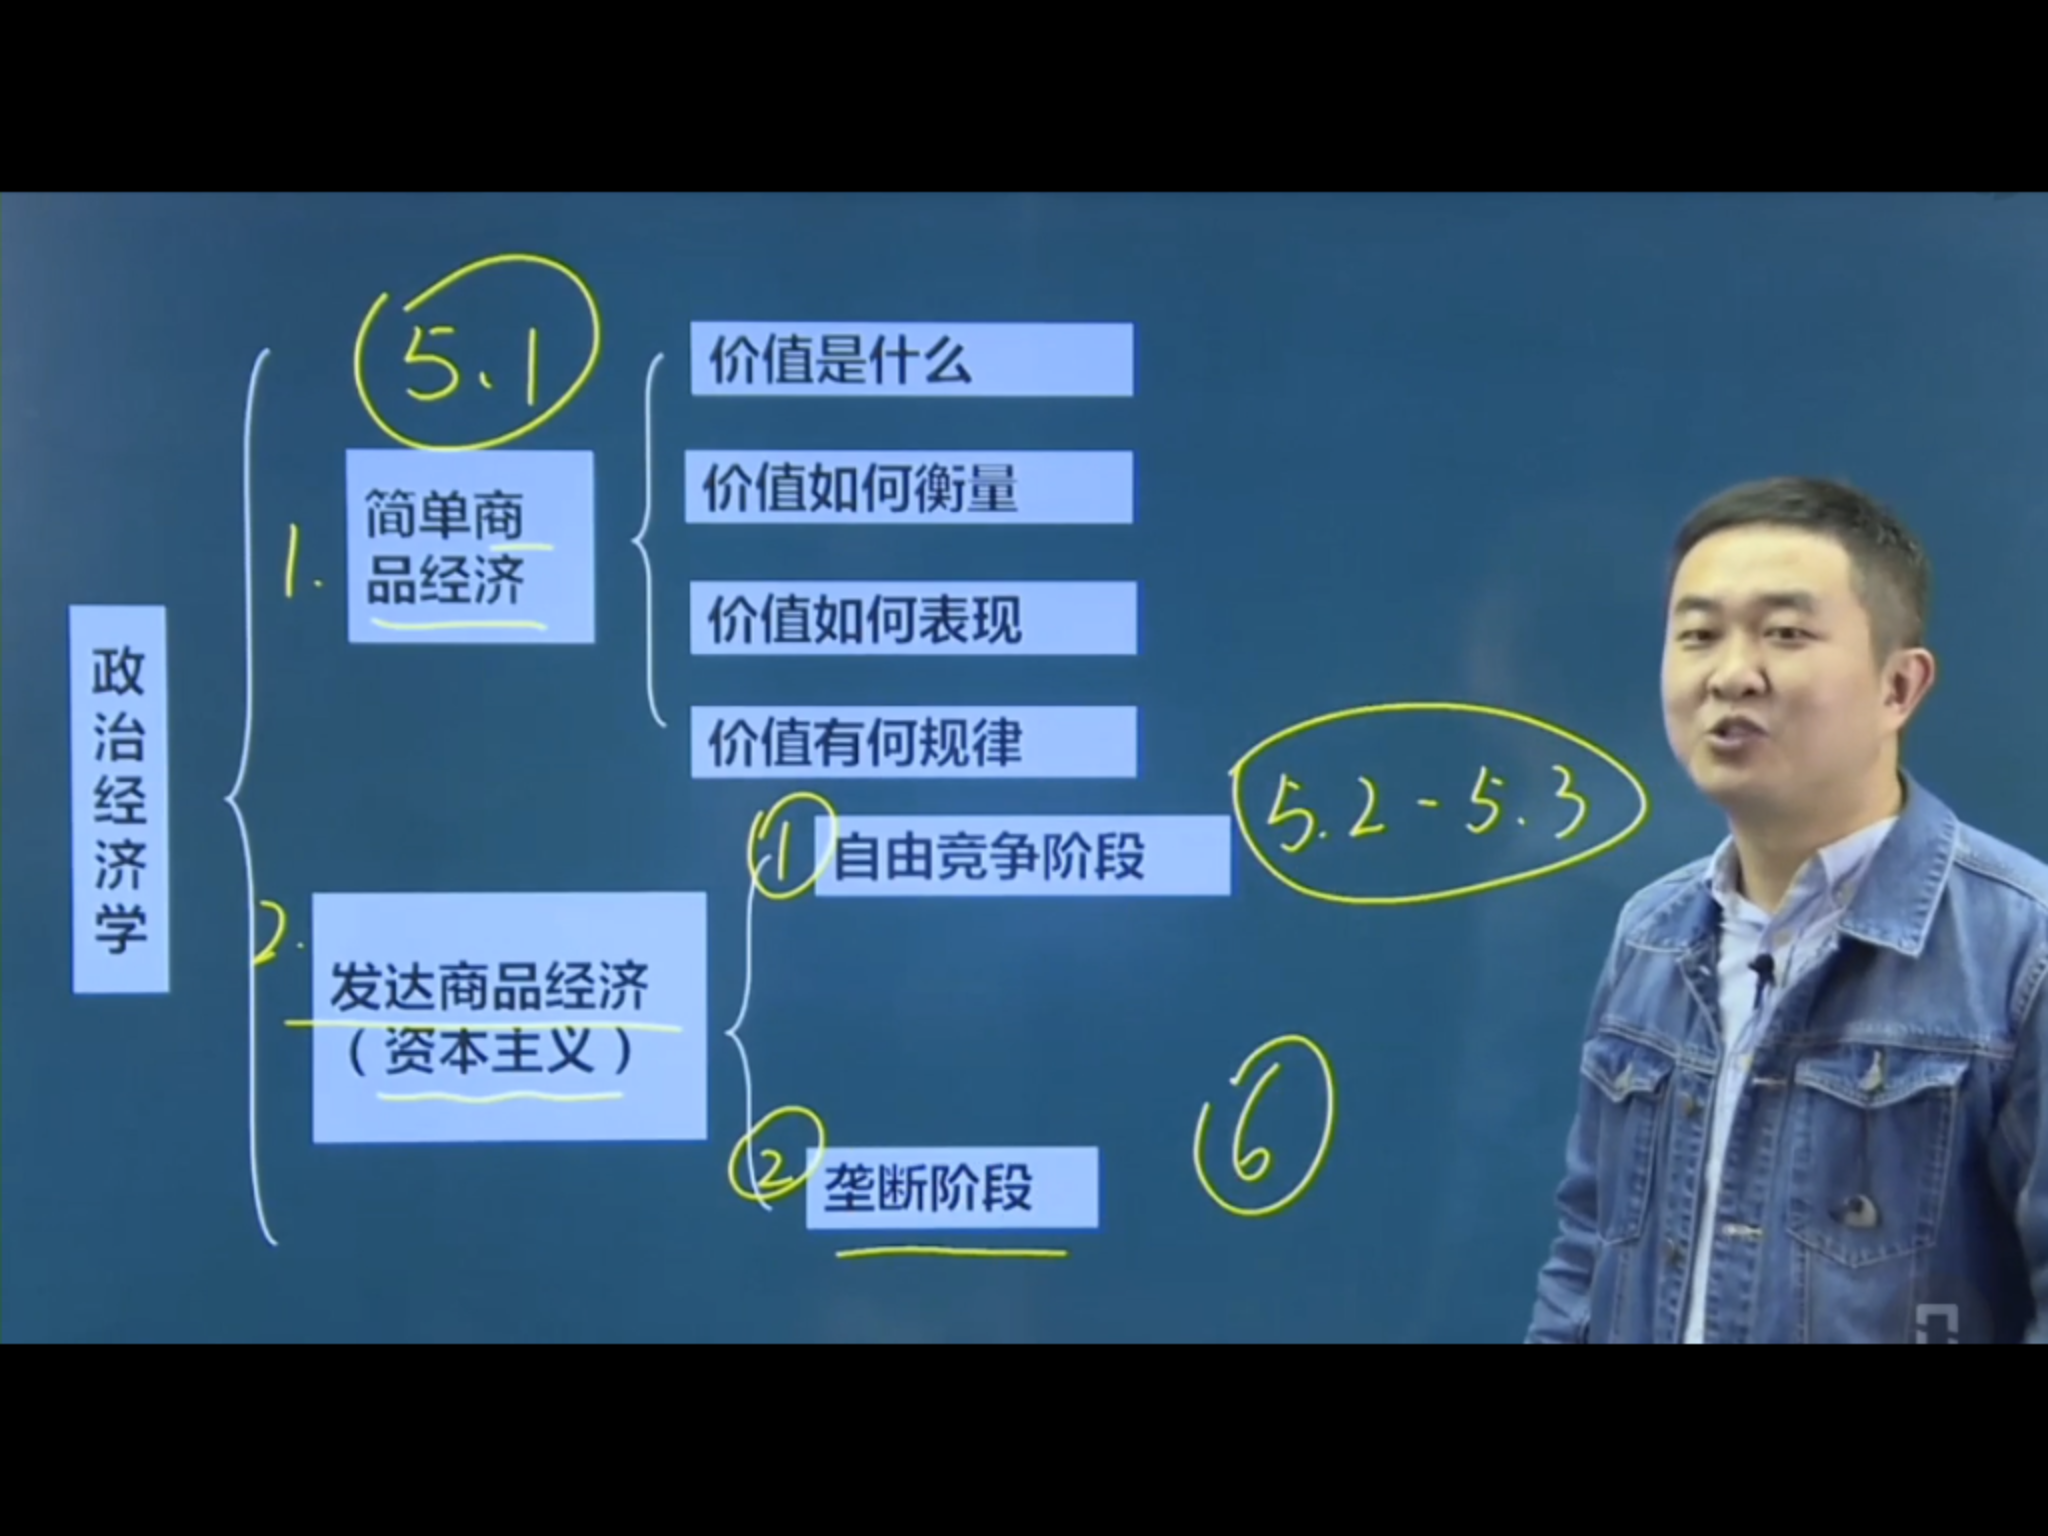 政治经济学
5.1
1.
简单商
品经济
价值是什么
价值如何衡量
价值如何表现
价值有何规律
2.
发达商品经济
（资本主义）
① 自由竞争阶段
5.2-5.3
② 垄断阶段
6